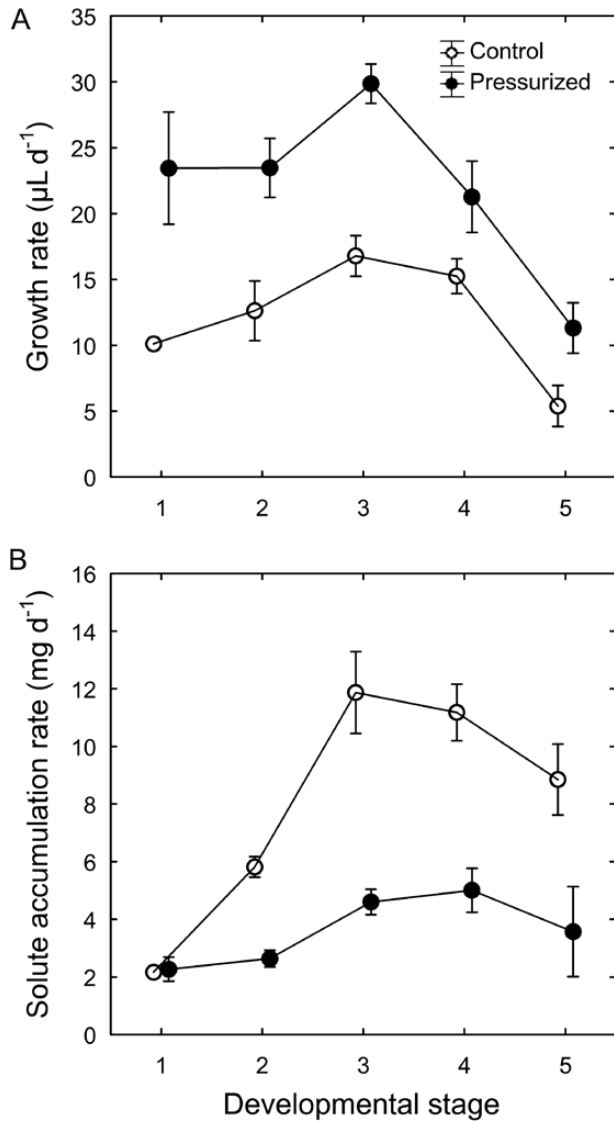 A
35
30
25
20
15
10
5
0
Growth rate (µL d⁻¹)
Control
Pressurized
1 2 3 4 5
B
16
14
12
10
8
6
4
2
0
Solute accumulation rate (mg d⁻¹)
1 2 3 4 5
Developmental stage